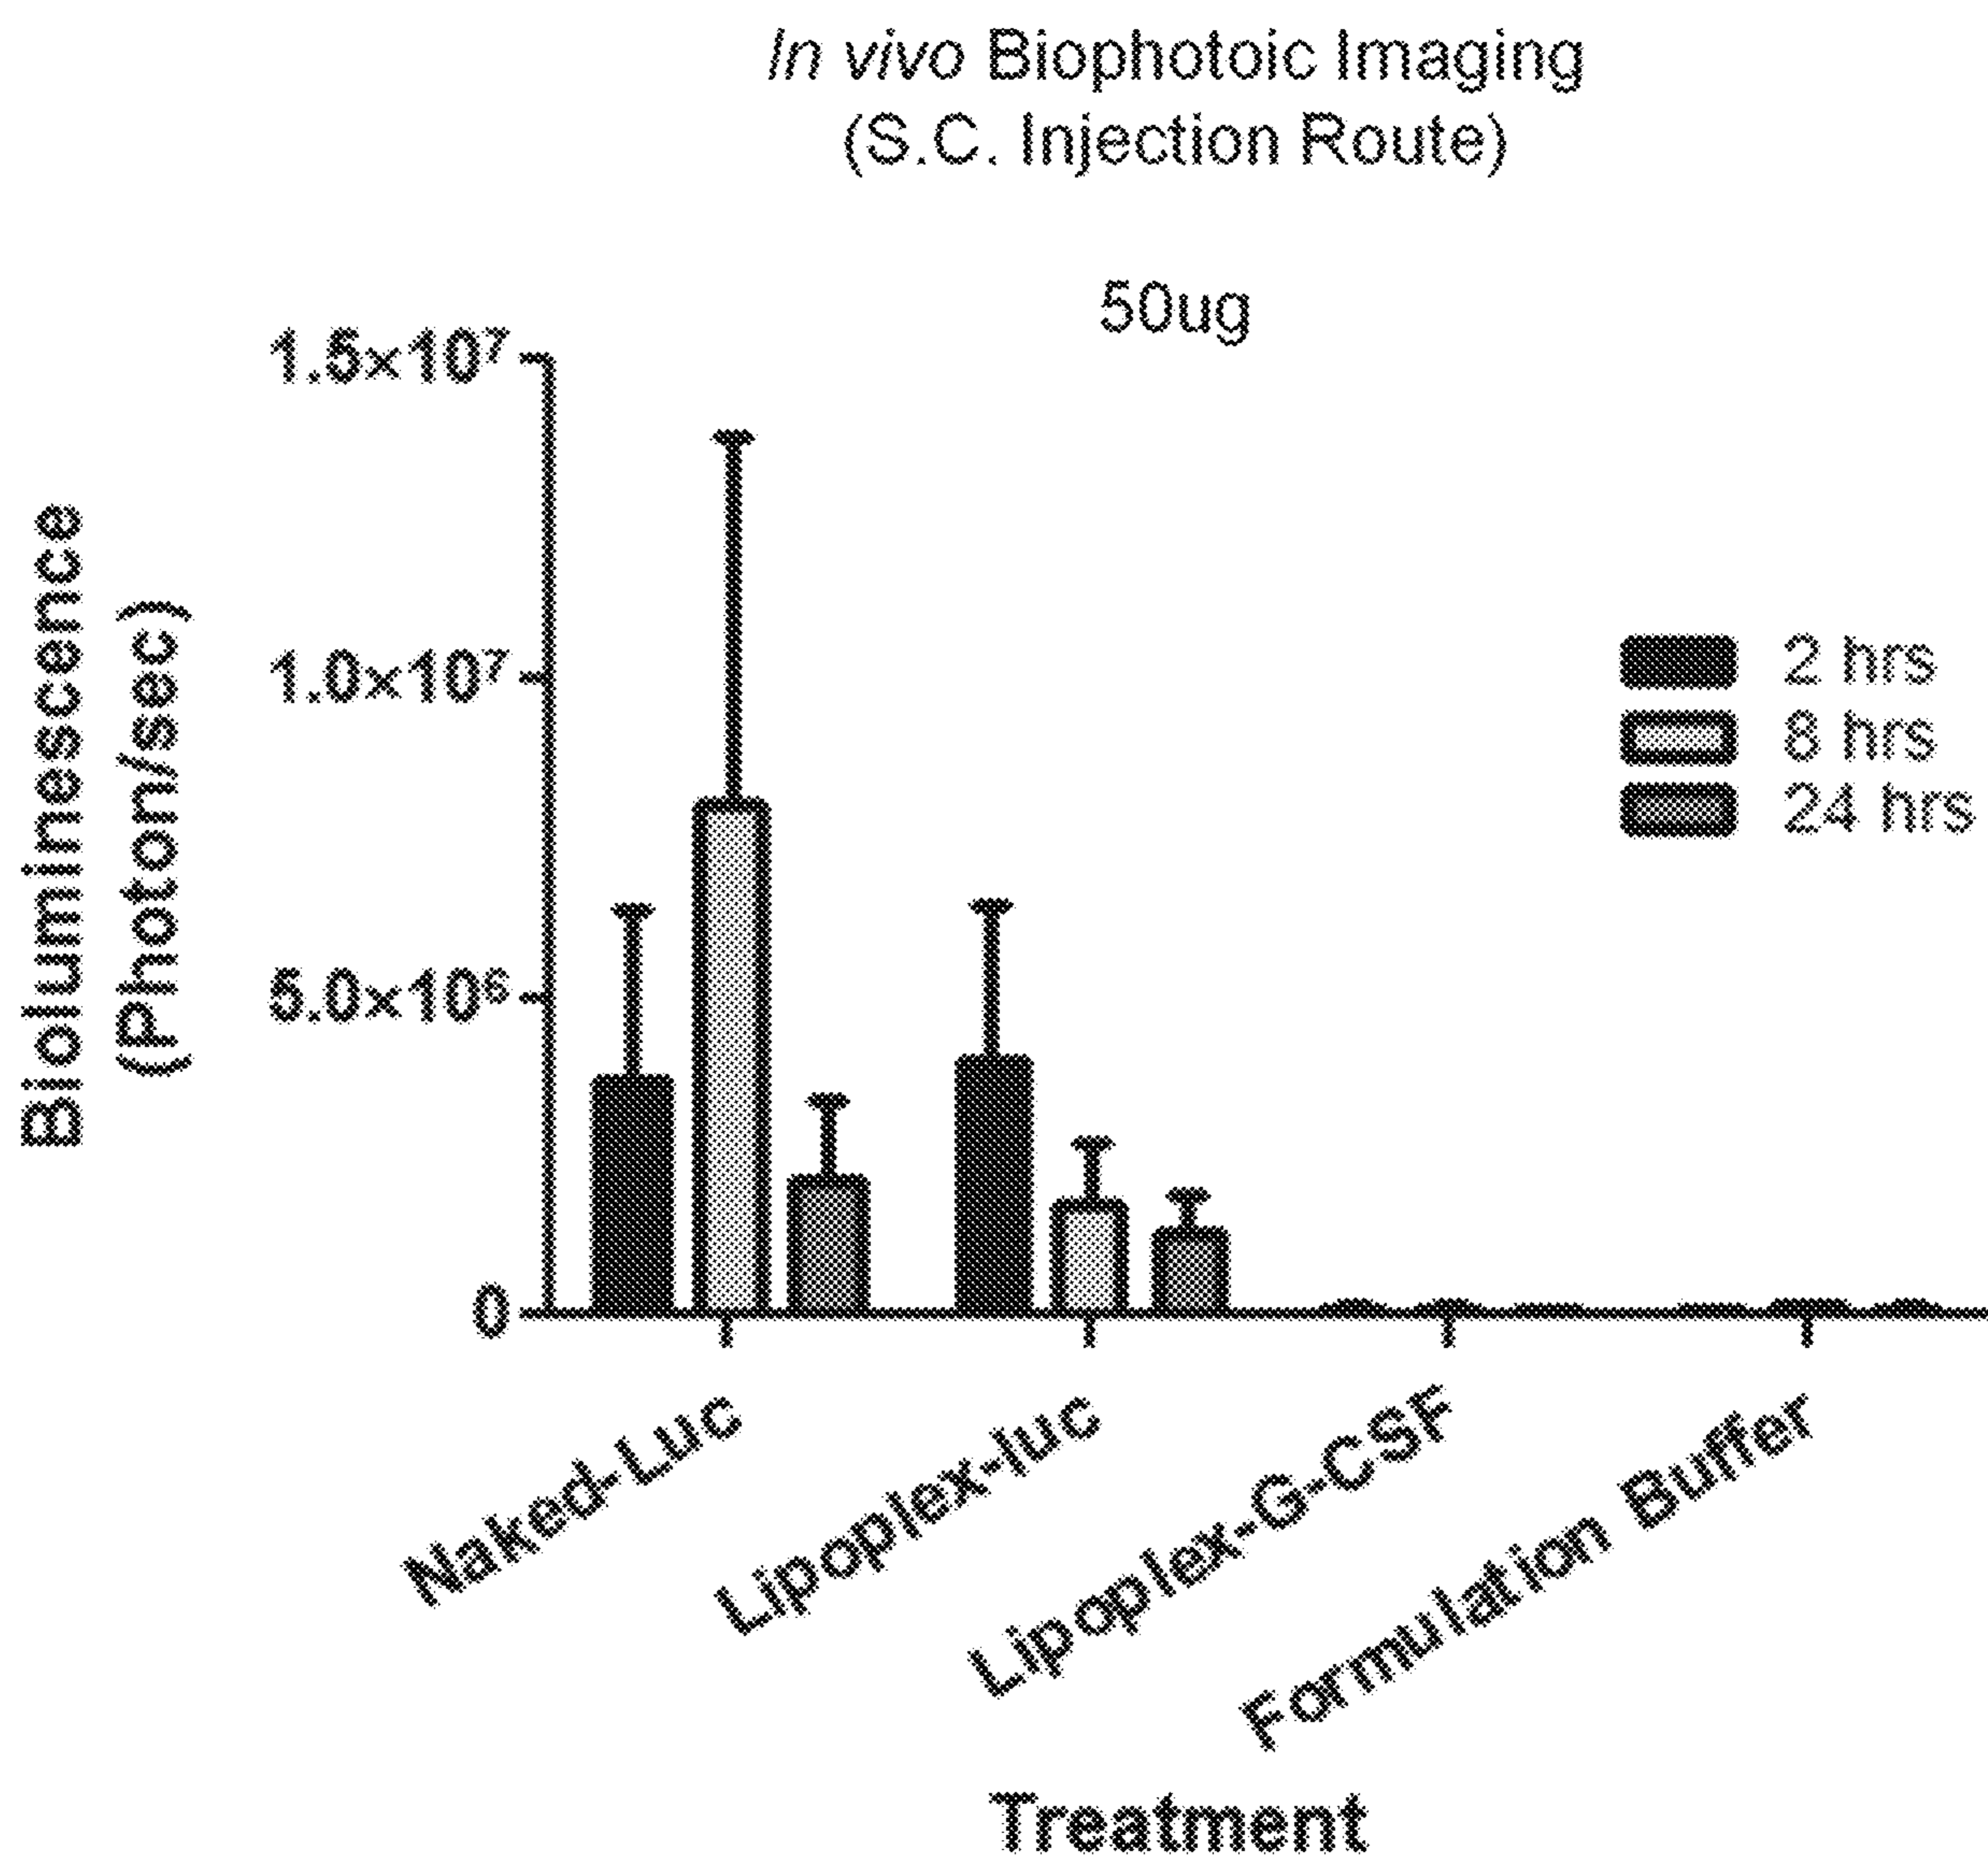 In vivo Biophotoic Imaging
(S.C. Injection Route)
50ug
Bioluminescence
(Photon/sec)
1.5×10⁷
1.0×10⁷
5.0×10⁶
0
2 hrs
8 hrs
24 hrs
Naked-Luc
Lipoplex-luc
Lipoplex-G-CSF
Formulation Buffer
Treatment